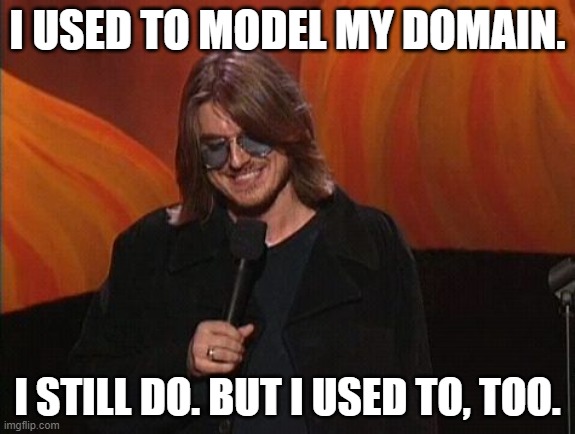 I USED TO MODEL MY DOMAIN.
I STILL DO. BUT I USED TO, TOO.
imgflip.com